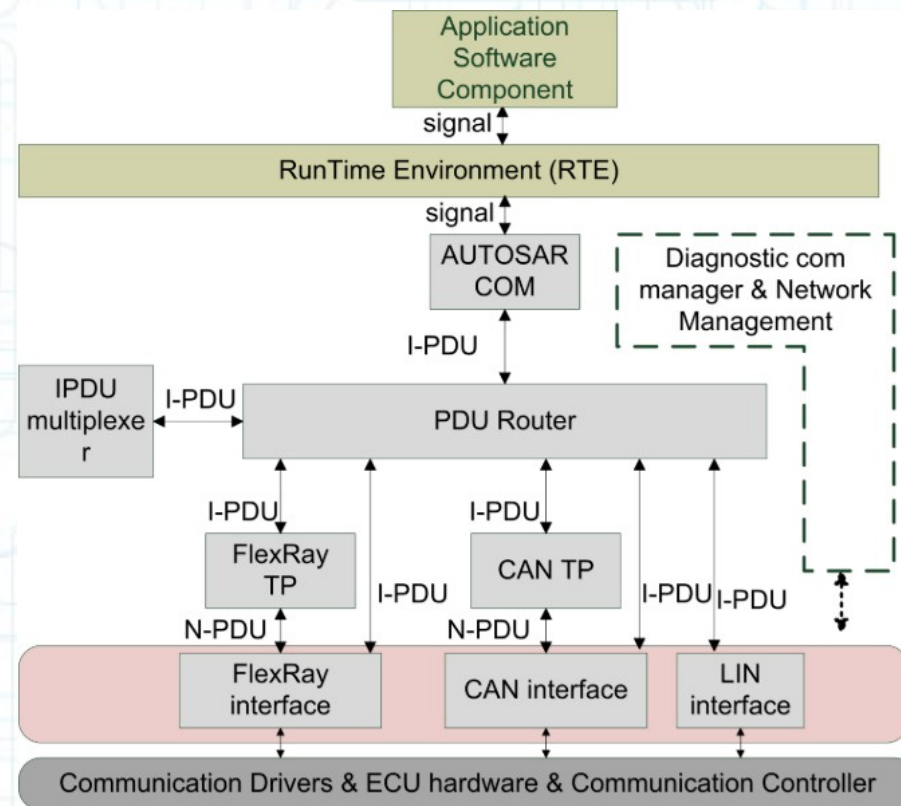 Application
Software
Component
signal
RunTime Environment (RTE)
signal
AUTOSAR
COM
Diagnostic com
manager & Network
Management
I-PDU
IPDU
multiplexe
r
I-PDU
PDU Router
I-PDU
I-PDU
FlexRay
TP
CAN TP
I-PDU
I-PDU
I-PDU
N-PDU
N-PDU
FlexRay
interface
CAN interface
LIN
interface
Communication Drivers & ECU hardware & Communication Controller